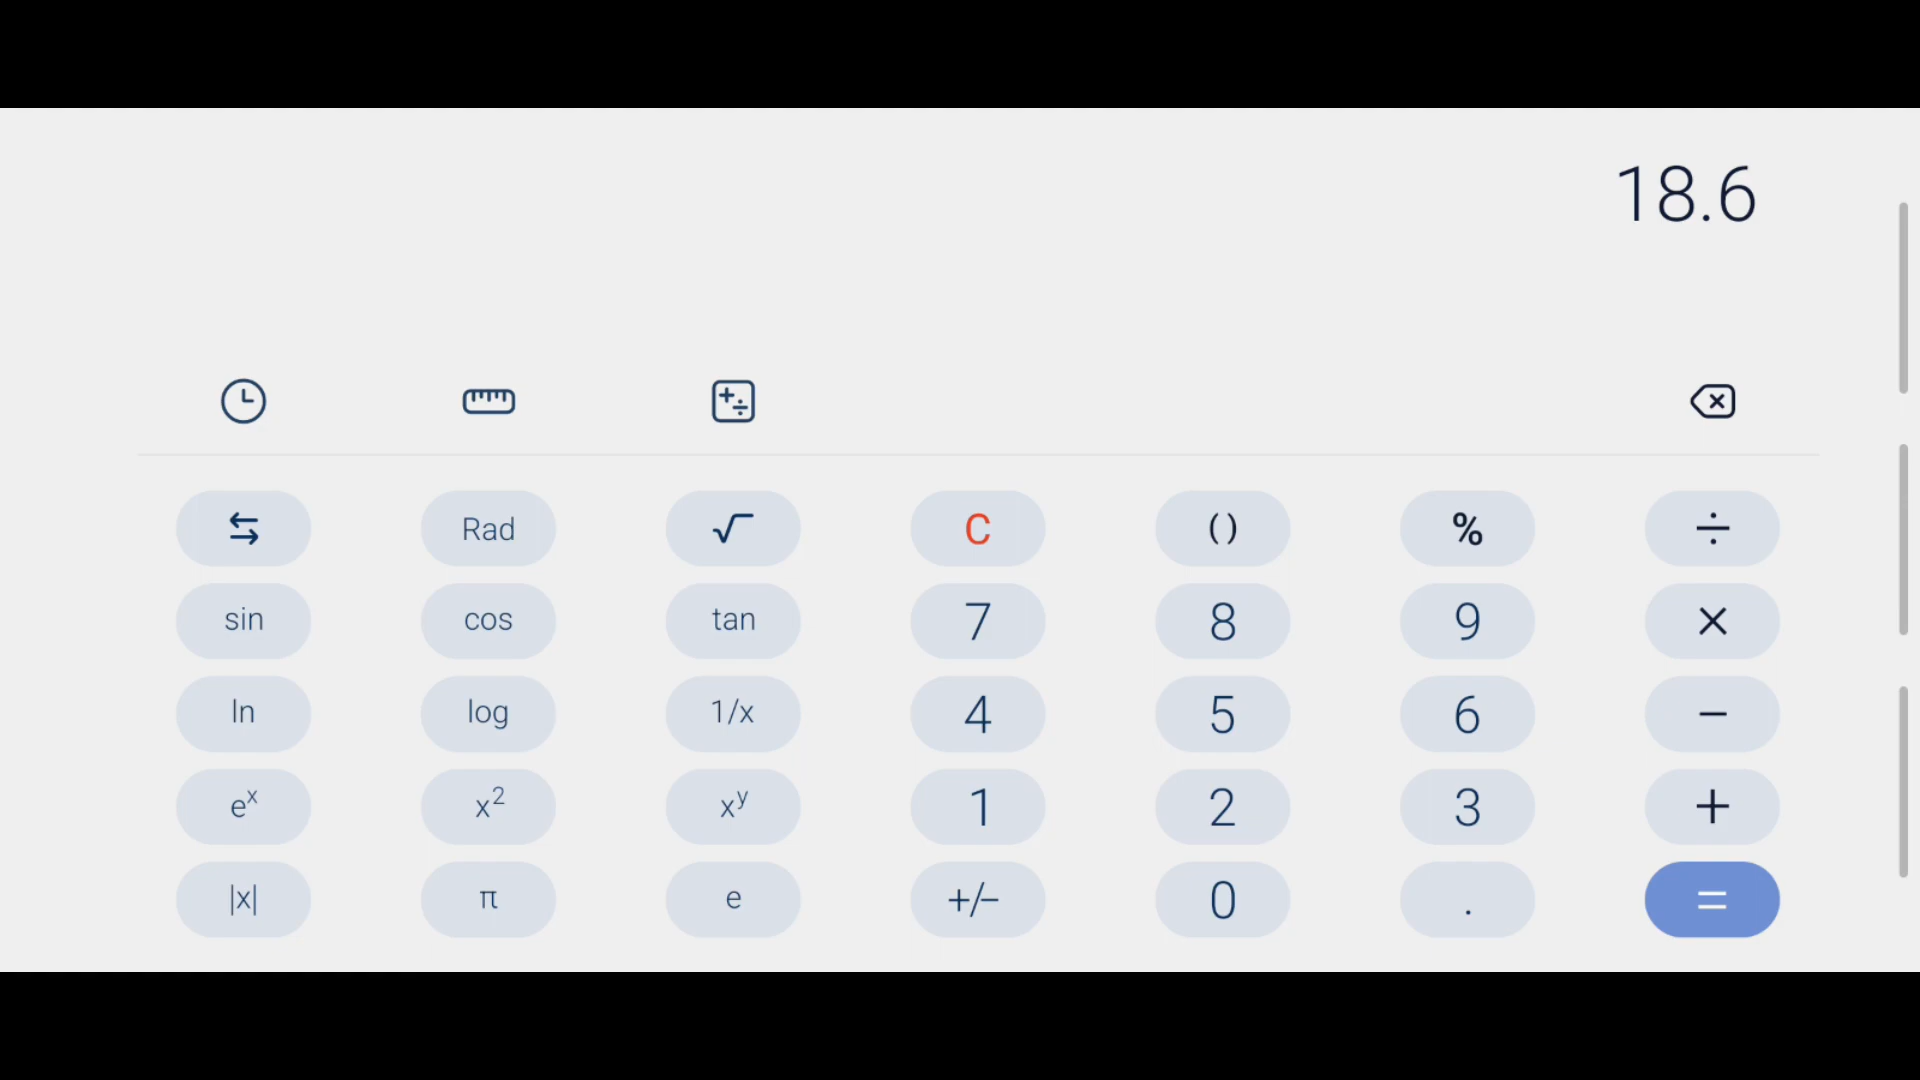 18.6
⇆ Rad √ C () % ÷
sin cos tan 7 8 9 ×
ln log 1/x 4 5 6 −
eˣ x² xʸ 1 2 3 +
|x| π e +/− 0 . =